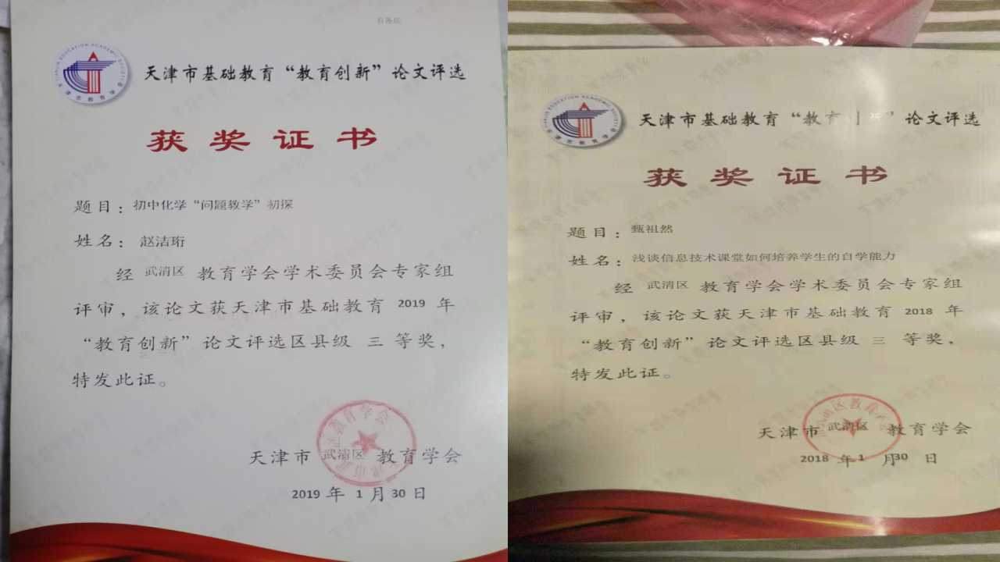 天津市基础教育“教育创新”论文评选
获奖证书
题目：初中化学“问题教学”初探
姓名：赵洁珩
经 武清区 教育学会学术委员会专家组
评审，该论文获天津市基础教育 2019 年
“教育创新”论文评选区县级 三 等奖，
特发此证。
天津市 武清区 教育学会
2019 年 1 月 30 日
天津市基础教育“教育创新”论文评选
获奖证书
题目：甄祖然
姓名：浅谈信息技术课堂如何培养学生的自学能力
经 武清区 教育学会学术委员会专家组
评审，该论文获天津市基础教育 2018 年
“教育创新”论文评选区县级 三 等奖，
特发此证。
天津市 武清区 教育学会
2018 年 1 月 30 日